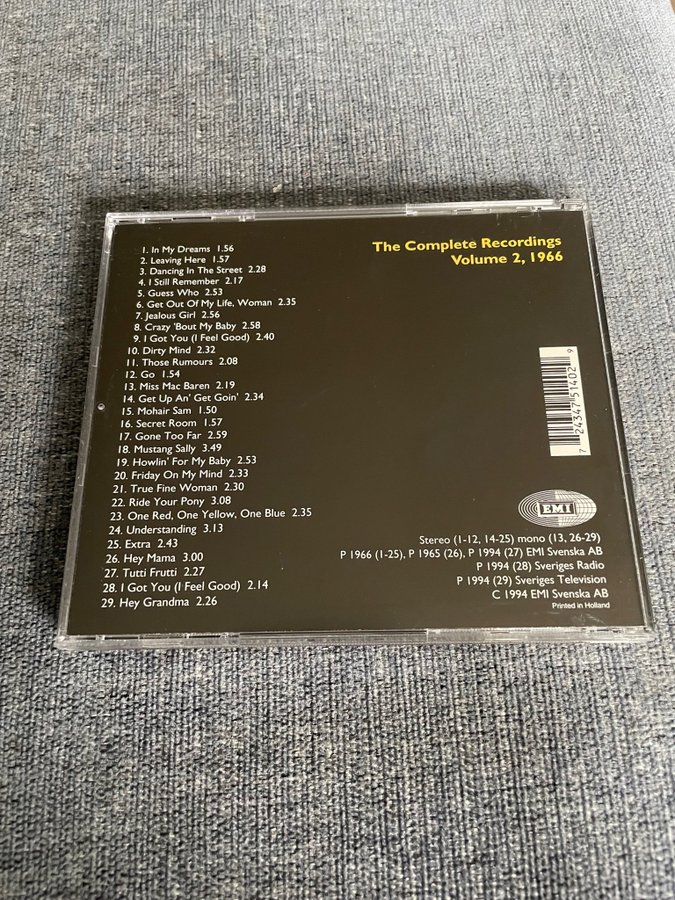 1. In My Dreams 1.56
2. Leaving Here 1.57
3. Dancing In The Street 2.28
4. I Still Remember 2.17
5. Guess Who 2.53
6. Get Out Of My Life, Woman 2.35
7. Jealous Girl 2.56
8. Crazy 'Bout My Baby 2.58
9. I Got You (I Feel Good) 2.40
10. Dirty Mind 2.32
11. Those Rumours 2.08
12. Go 1.54
13. Miss Mac Baren 2.19
14. Get Up An' Get Goin' 2.34
15. Mohair Sam 1.50
16. Secret Room 1.57
17. Gone Too Far 2.59
18. Mustang Sally 3.49
19. Howlin' For My Baby 2.53
20. Friday On My Mind 2.33
21. True Fine Woman 2.30
22. Ride Your Pony 3.08
23. One Red, One Yellow, One Blue 2.35
24. Understanding 3.13
25. Extra 2.43
26. Hey Mama 3.00
27. Tutti Frutti 2.27
28. I Got You (I Feel Good) 2.14
29. Hey Grandma 2.26
The Complete Recordings
Volume 2, 1966
7 24347 51402 9
EMI
Stereo (1-12, 14-25) mono (13, 26-29)
P 1966 (1-25), P 1965 (26), P 1994 (27) EMI Svenska AB
P 1994 (28) Sveriges Radio
P 1994 (29) Sveriges Television
C 1994 EMI Svenska AB
Printed in Holland